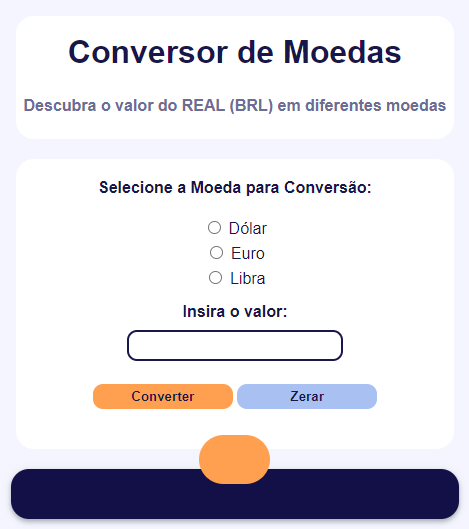 Conversor de Moedas
Descubra o valor do REAL (BRL) em diferentes moedas
Selecione a Moeda para Conversão:
Dólar
Euro
Libra
Insira o valor:
Converter Zerar